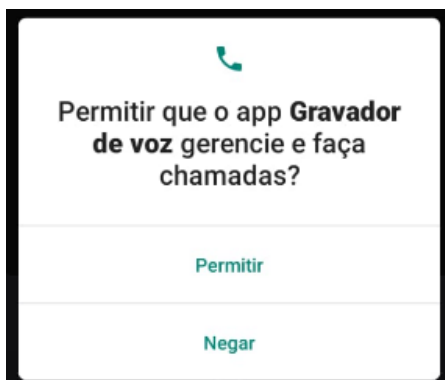 Permitir que o app Gravador
de voz gerencie e faça
chamadas?
Permitir
Negar